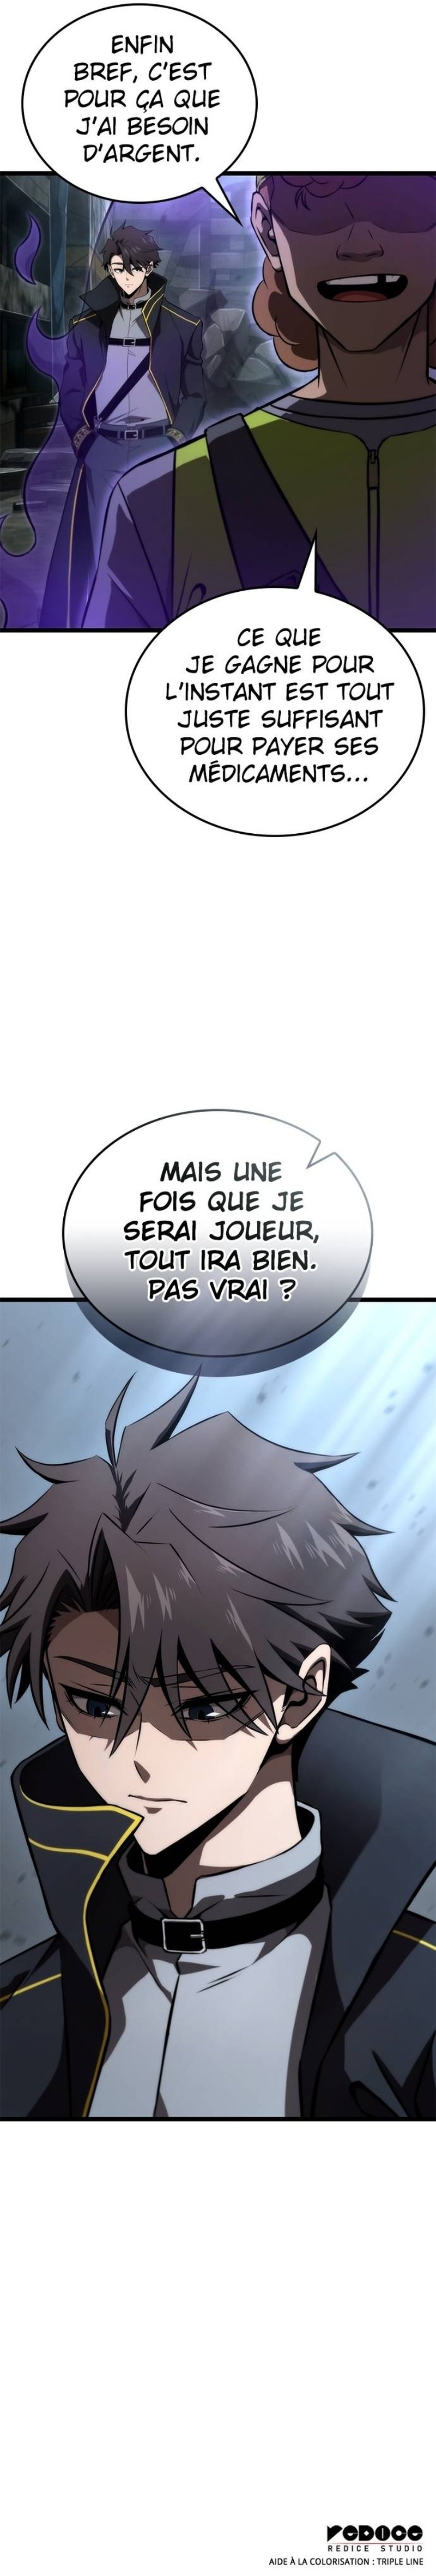 ENFIN
BREF, C'EST
POUR ÇA QUE
J'AI BESOIN
D'ARGENT.
CE QUE
JE GAGNE POUR
L'INSTANT EST TOUT
JUSTE SUFFISANT
POUR PAYER SES
MÉDICAMENTS...
MAIS UNE
FOIS QUE JE
SERAI JOUEUR,
TOUT IRA BIEN.
PAS VRAI ?
REDICE
REDICE STUDIO
AIDE À LA COLORISATION : TRIPLE LINE